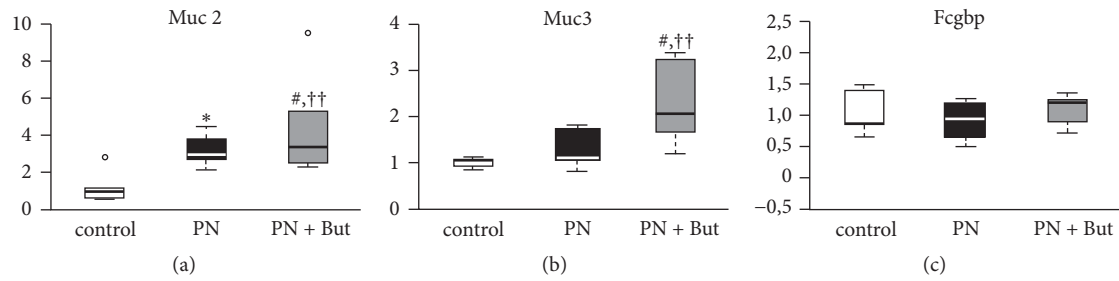 Muc 2
10
8
6
4
2
0
*
#,††
control
PN
PN + But
(a)
Muc3
4
3
2
1
0
#,††
control
PN
PN + But
(b)
Fcgbp
2,5
2,0
1,5
1,0
0,5
0
−0,5
control
PN
PN + But
(c)